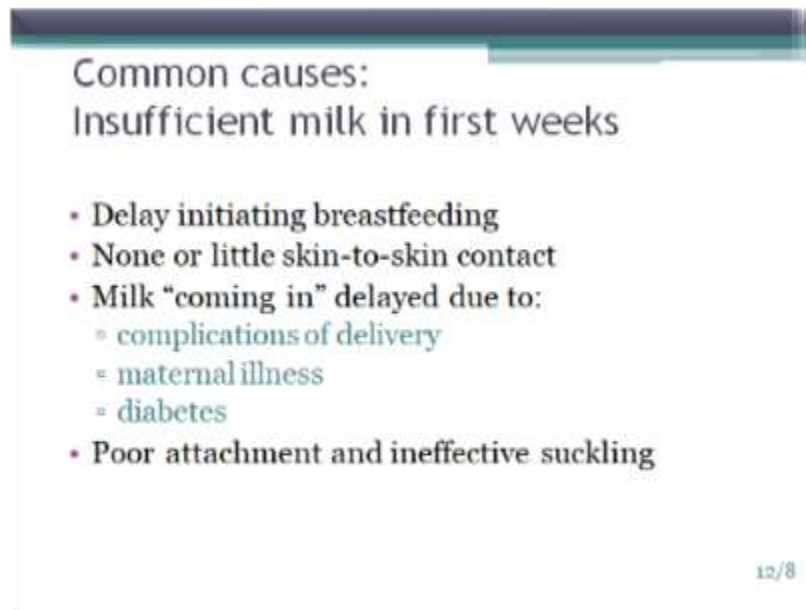 Common causes:
Insufficient milk in first weeks
• Delay initiating breastfeeding
• None or little skin-to-skin contact
• Milk “coming in” delayed due to:
▫ complications of delivery
▫ maternal illness
▫ diabetes
• Poor attachment and ineffective suckling
12/8